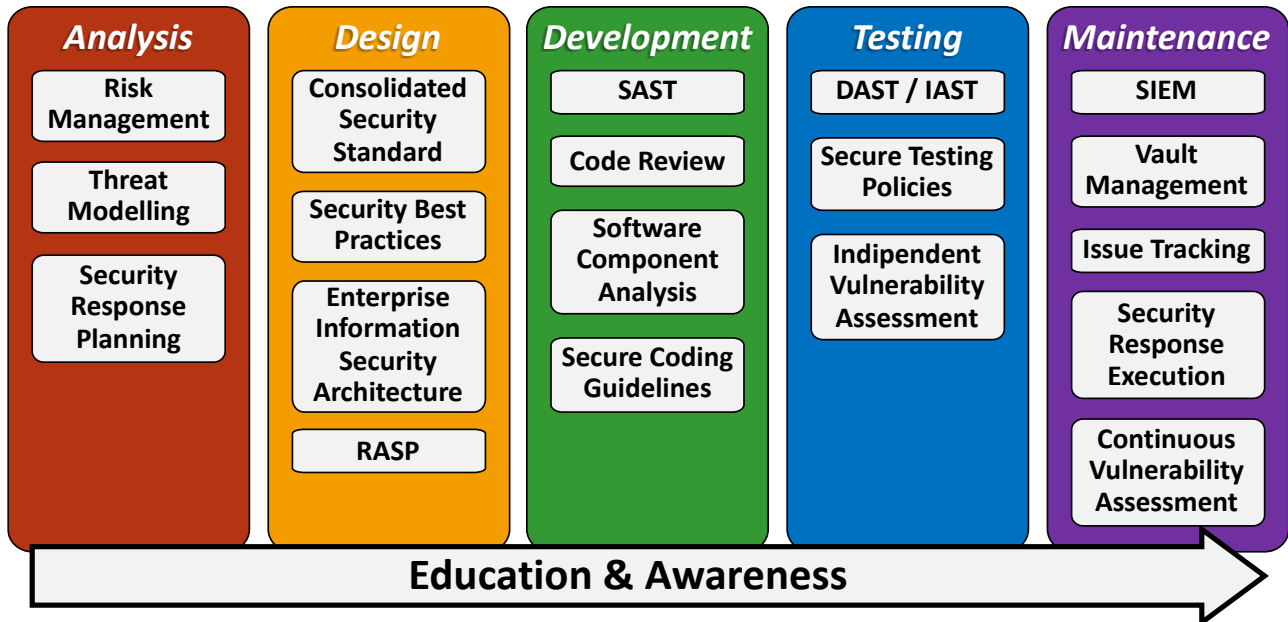 Analysis
Risk
Management
Threat
Modelling
Security
Response
Planning
Design
Consolidated
Security
Standard
Security Best
Practices
Enterprise
Information
Security
Architecture
RASP
Development
SAST
Code Review
Software
Component
Analysis
Secure Coding
Guidelines
Testing
DAST / IAST
Secure Testing
Policies
Indipendent
Vulnerability
Assessment
Maintenance
SIEM
Vault
Management
Issue Tracking
Security
Response
Execution
Continuous
Vulnerability
Assessment
Education & Awareness